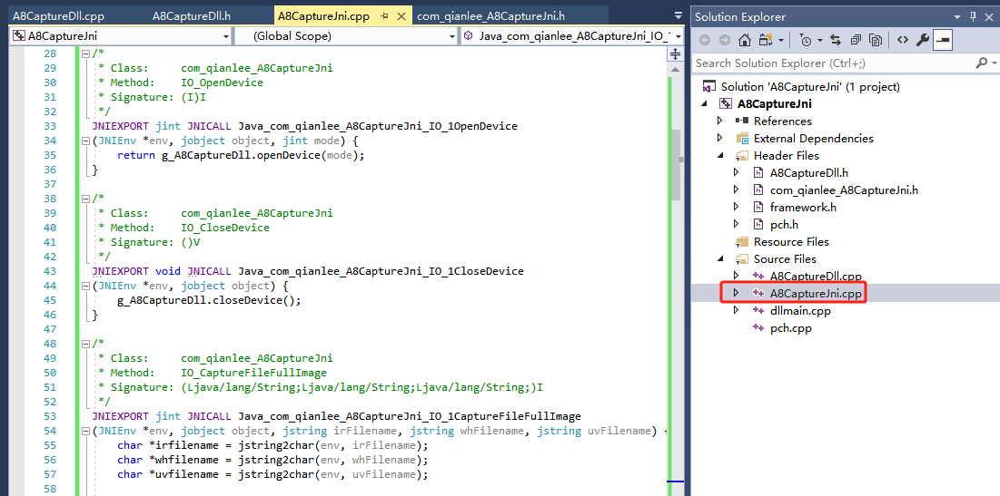 A8CaptureDll.cpp A8CaptureDll.h A8CaptureJni.cpp com_qianlee_A8CaptureJni.h
A8CaptureJni (Global Scope) Java_com_qianlee_A8CaptureJni_IO_
28 /*
29 * Class: com_qianlee_A8CaptureJni
30 * Method: IO_OpenDevice
31 * Signature: (I)I
32 */
33 JNIEXPORT jint JNICALL Java_com_qianlee_A8CaptureJni_IO_1OpenDevice
34 (JNIEnv *env, jobject object, jint mode) {
35 return g_A8CaptureDll.openDevice(mode);
36 }
37
38 /*
39 * Class: com_qianlee_A8CaptureJni
40 * Method: IO_CloseDevice
41 * Signature: ()V
42 */
43 JNIEXPORT void JNICALL Java_com_qianlee_A8CaptureJni_IO_1CloseDevice
44 (JNIEnv *env, jobject object) {
45 g_A8CaptureDll.closeDevice();
46 }
47
48 /*
49 * Class: com_qianlee_A8CaptureJni
50 * Method: IO_CaptureFileFullImage
51 * Signature: (Ljava/lang/String;Ljava/lang/String;Ljava/lang/String;)I
52 */
53 JNIEXPORT jint JNICALL Java_com_qianlee_A8CaptureJni_IO_1CaptureFileFullImage
54 (JNIEnv *env, jobject object, jstring irFilename, jstring whFilename, jstring uvFilename) {
55 char *irfilename = jstring2char(env, irFilename);
56 char *whfilename = jstring2char(env, whFilename);
57 char *uvfilename = jstring2char(env, uvFilename);
58
Solution Explorer
Search Solution Explorer (Ctrl+;)
Solution 'A8CaptureJni' (1 project)
A8CaptureJni
References
External Dependencies
Header Files
A8CaptureDll.h
com_qianlee_A8CaptureJni.h
framework.h
pch.h
Resource Files
Source Files
A8CaptureDll.cpp
A8CaptureJni.cpp
dllmain.cpp
pch.cpp